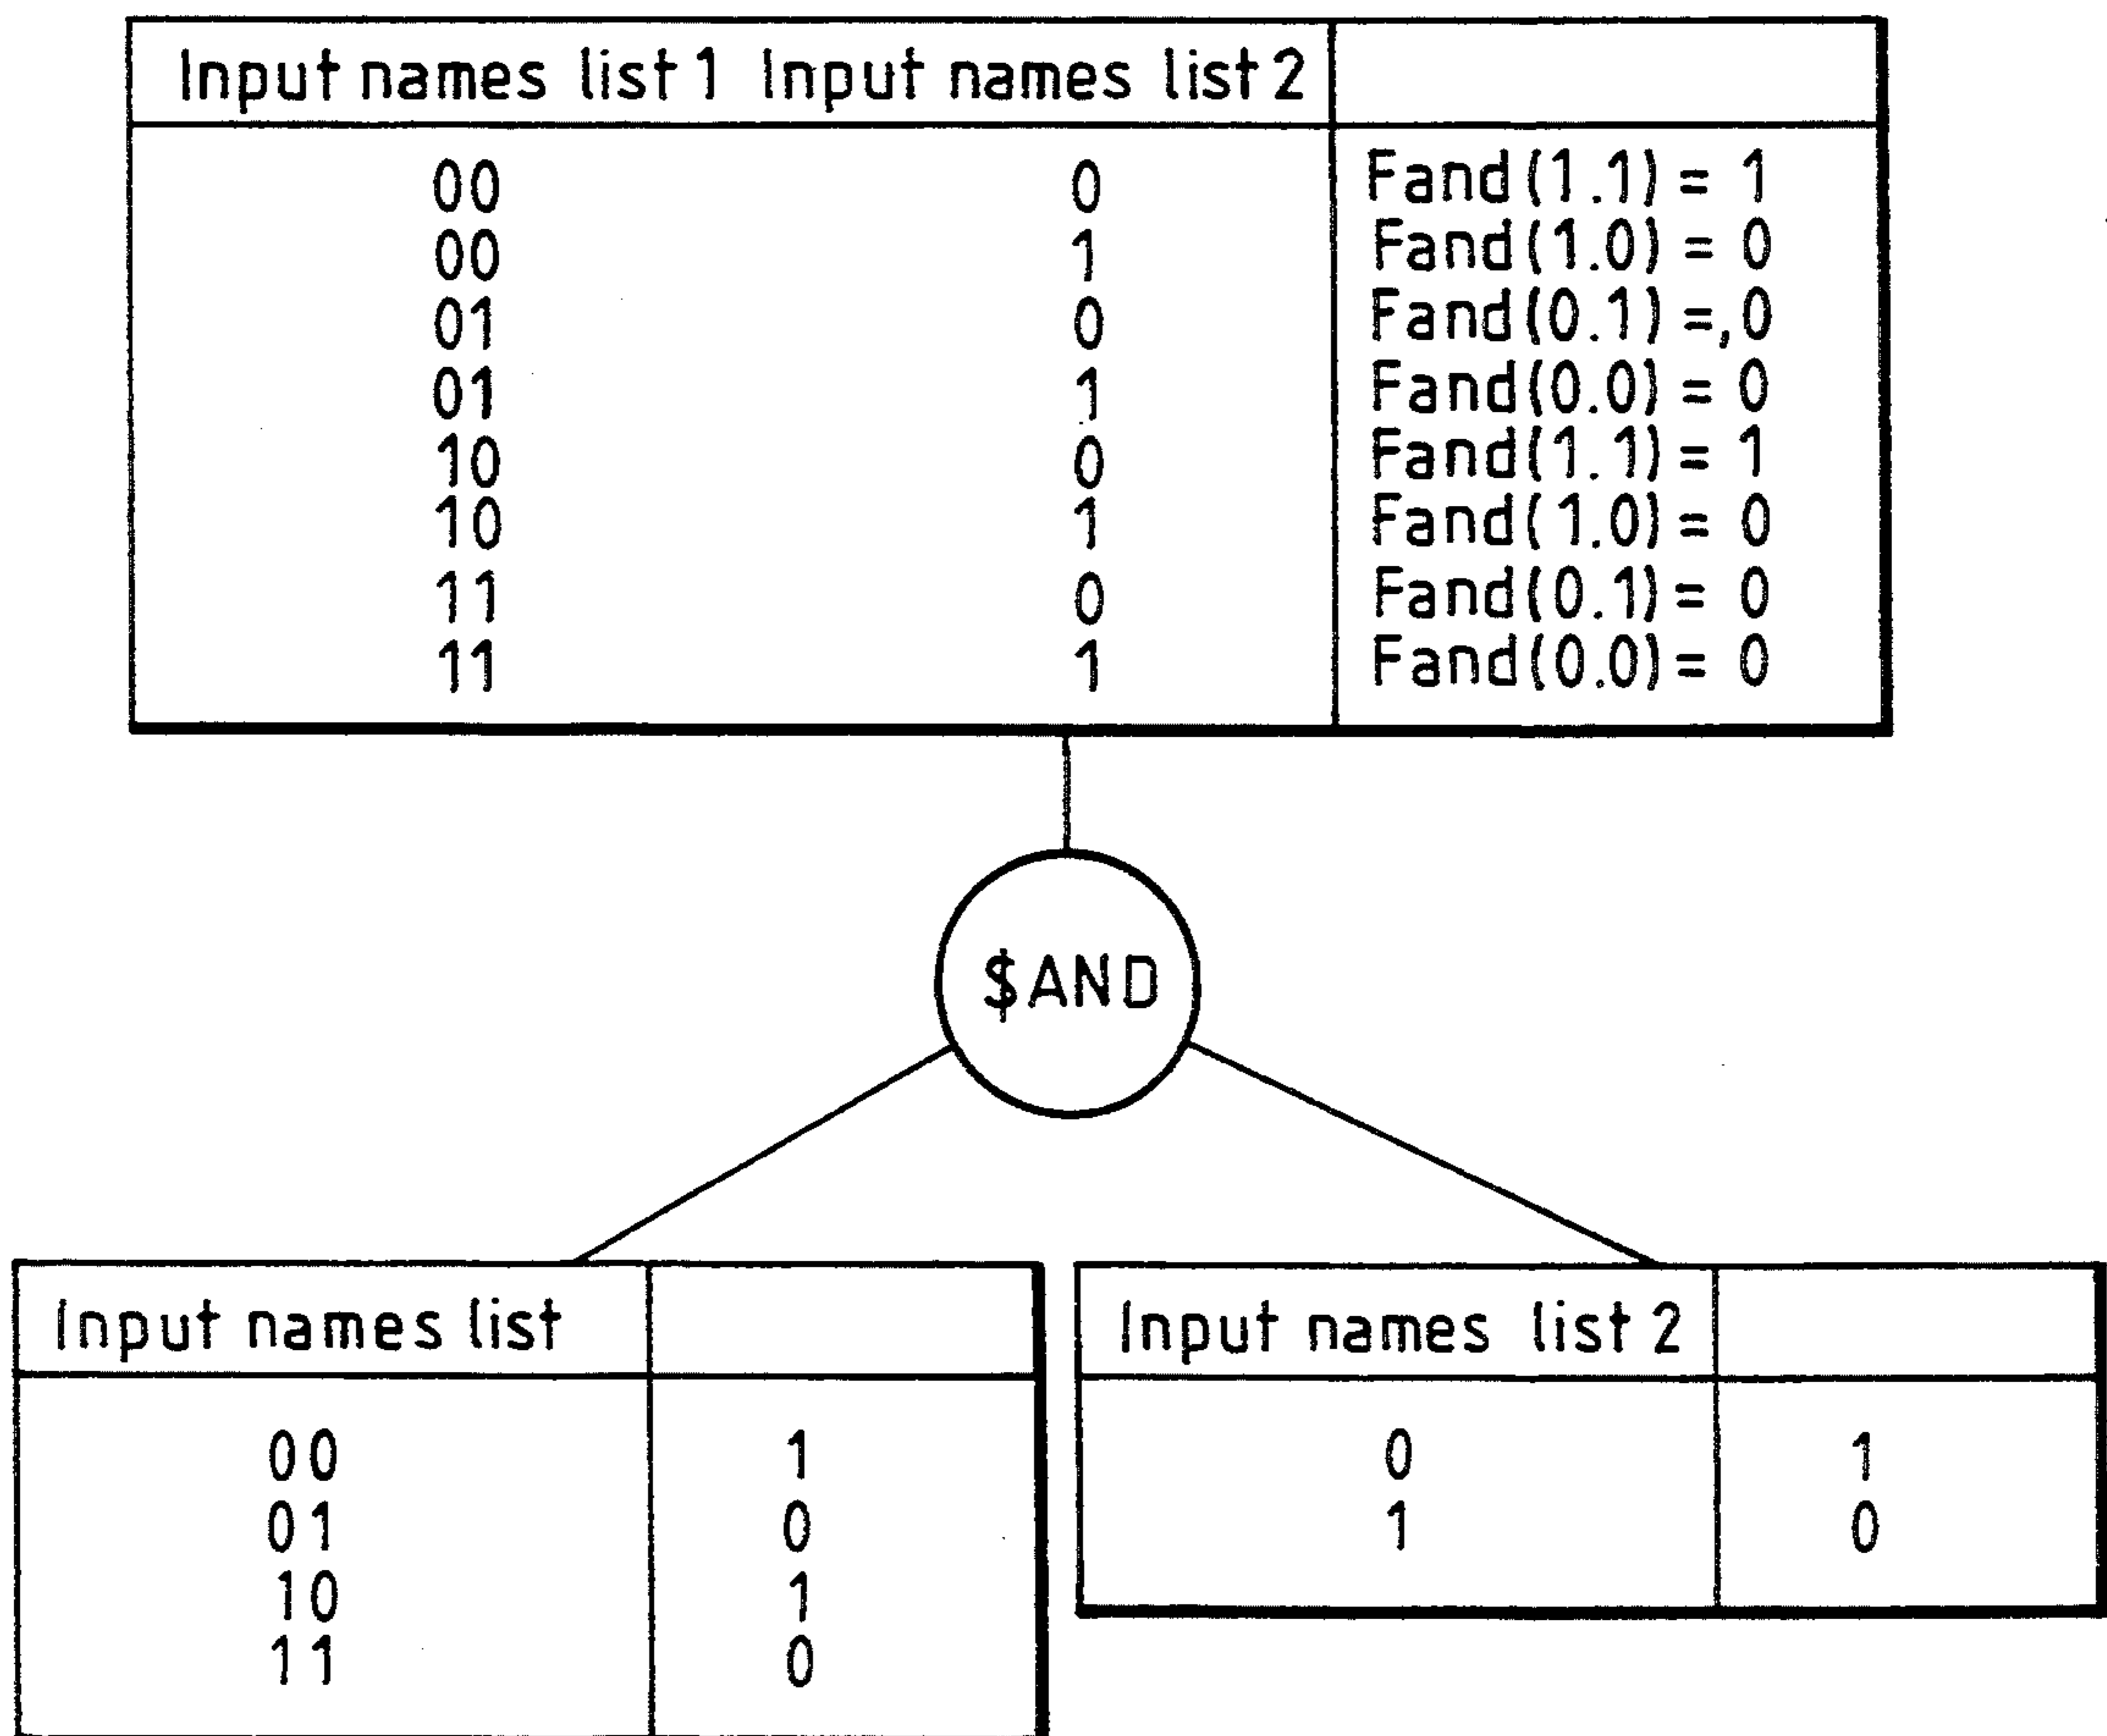 Input names list 1 Input names list 2
00 0 Fand(1.1) = 1
00 1 Fand(1.0) = 0
01 0 Fand(0.1) =,0
01 1 Fand(0.0) = 0
10 0 Fand(1.1) = 1
10 1 Fand(1.0) = 0
11 0 Fand(0.1) = 0
11 1 Fand(0.0) = 0
$AND
Input names list
00 1
01 0
10 1
11 0
Input names list 2
0 1
1 0